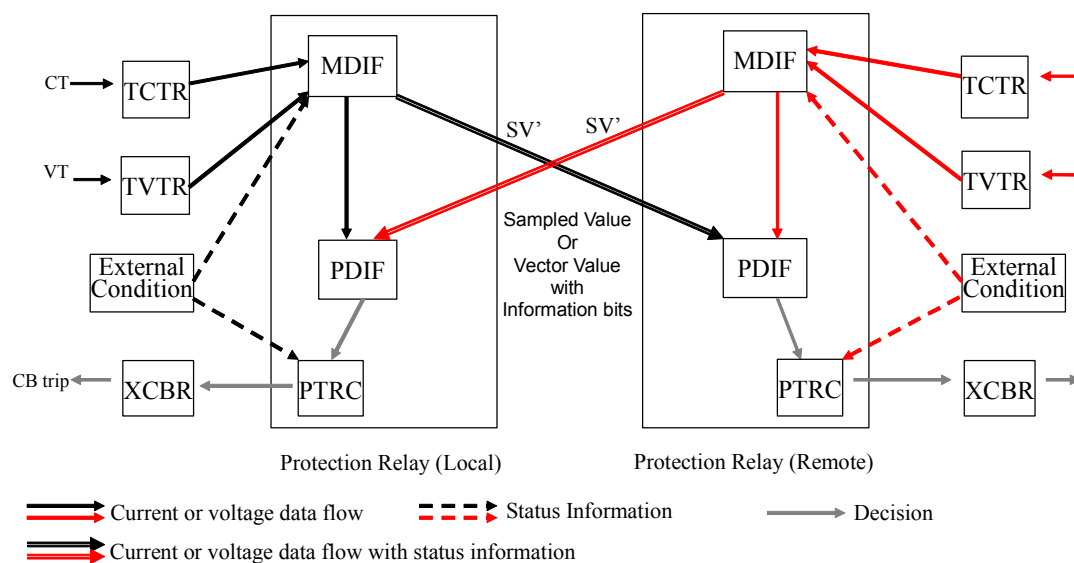 CT
TCTR
VT
TVTR
External
Condition
CB trip
XCBR
MDIF
PDIF
PTRC
Protection Relay (Local)
SV’
SV’
Sampled Value
Or
Vector Value
with
Information bits
MDIF
PDIF
PTRC
Protection Relay (Remote)
TCTR
TVTR
External
Condition
XCBR
Current or voltage data flow
Status Information
Decision
Current or voltage data flow with status information